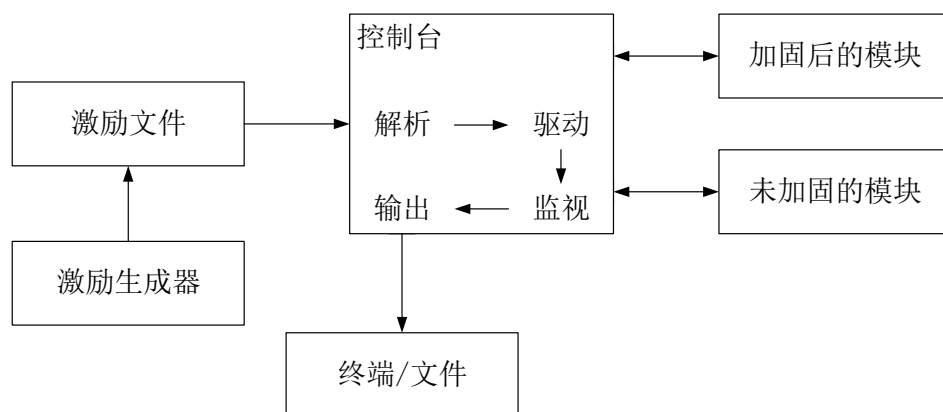 控制台
加固后的模块
激励文件
解析
驱动
未加固的模块
输出
监视
激励生成器
终端/文件